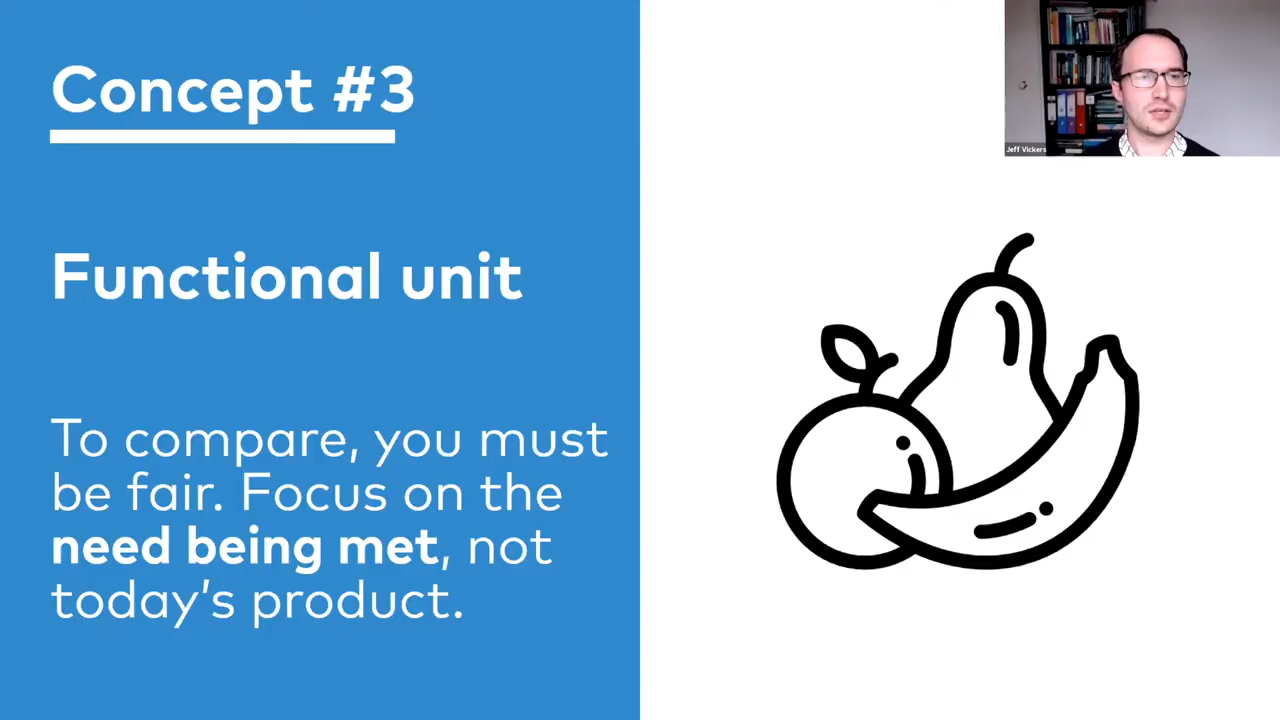 Concept #3
Functional unit
To compare, you must
be fair. Focus on the
need being met, not
today's product.
Jeff Vickers